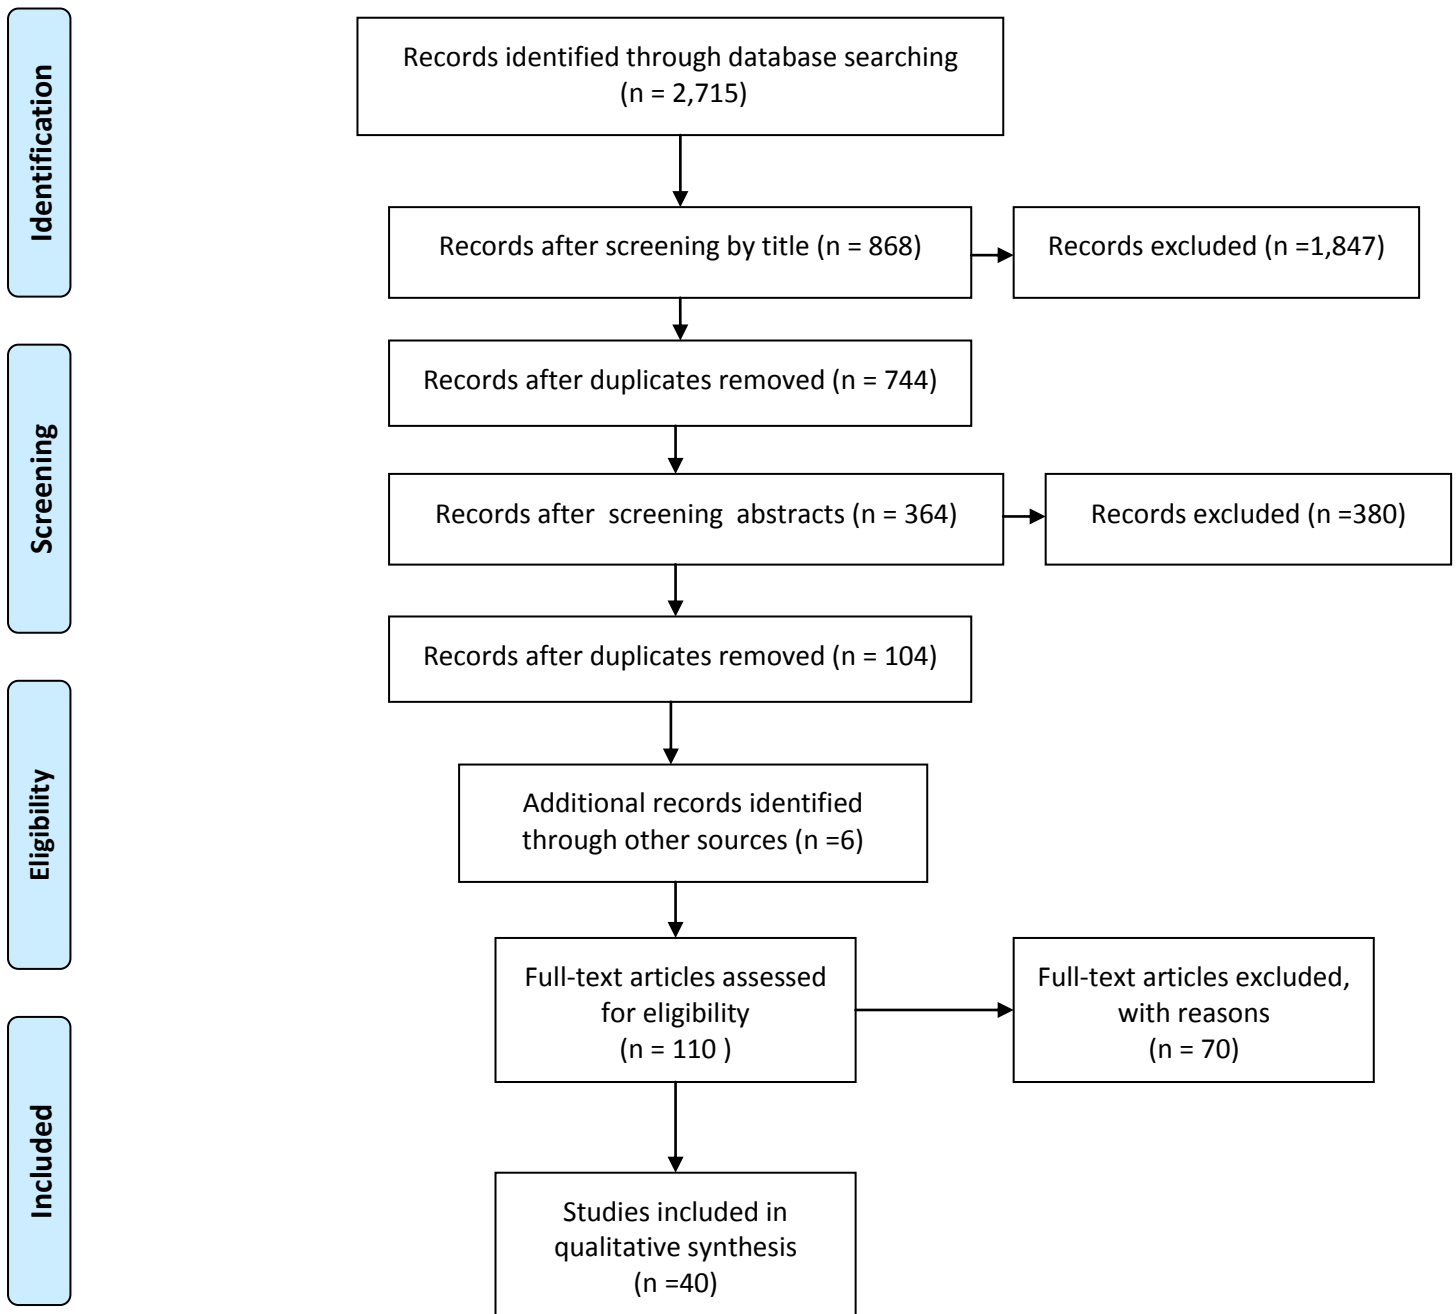 Identification
Records identified through database searching
(n = 2,715)
Records after screening by title (n = 868)
Records excluded (n =1,847)
Screening
Records after duplicates removed (n = 744)
Records after  screening  abstracts (n = 364)
Records excluded (n =380)
Records after duplicates removed (n = 104)
Eligibility
Additional records identified
through other sources (n =6)
Full-text articles assessed
for eligibility
(n = 110 )
Full-text articles excluded,
with reasons
(n = 70)
Included
Studies included in
qualitative synthesis
(n =40)